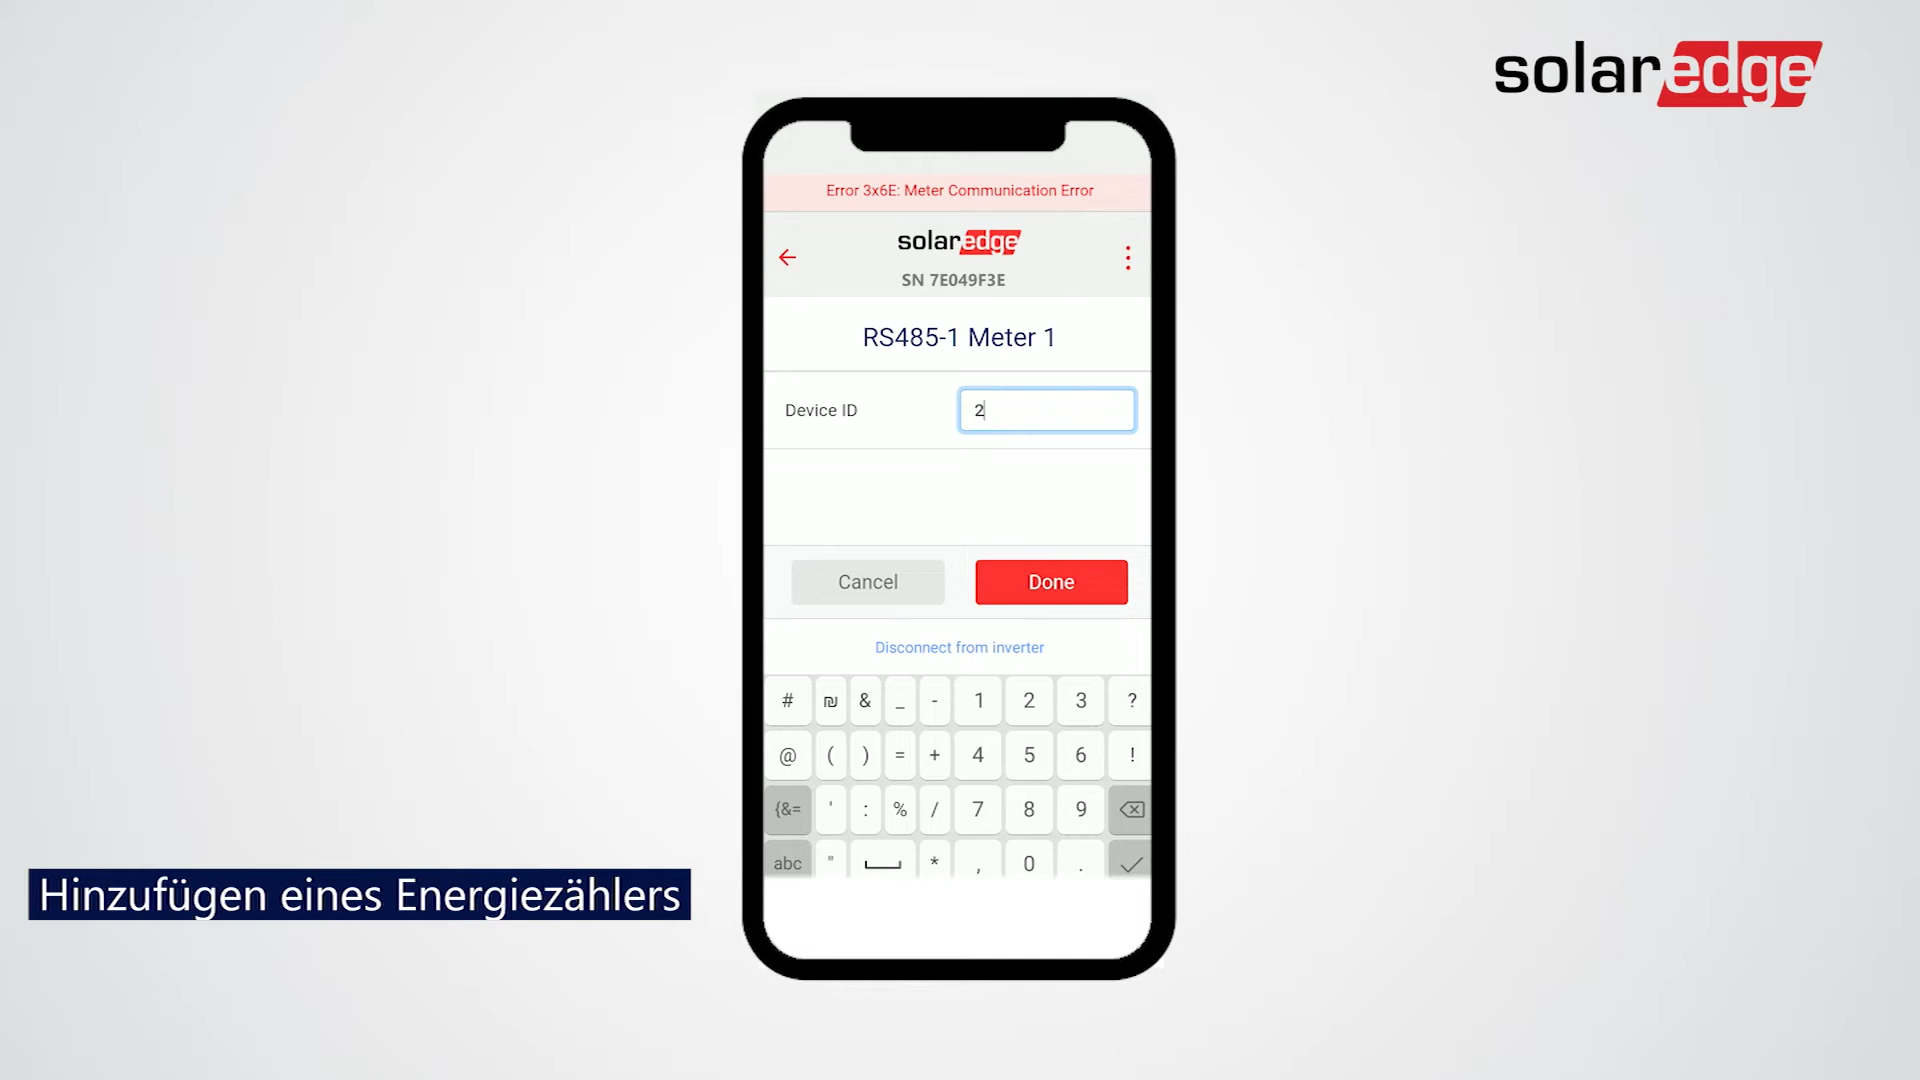 solaredge
Error 3x6E: Meter Communication Error
solaredge
SN 7E049F3E
RS485-1 Meter 1
Device ID 2
Cancel Done
Disconnect from inverter
# ₪ & _ - 1 2 3 ?
@ ( ) = + 4 5 6 !
{&= ' : % / 7 8 9
abc " * , 0 .
Hinzufügen eines Energiezählers